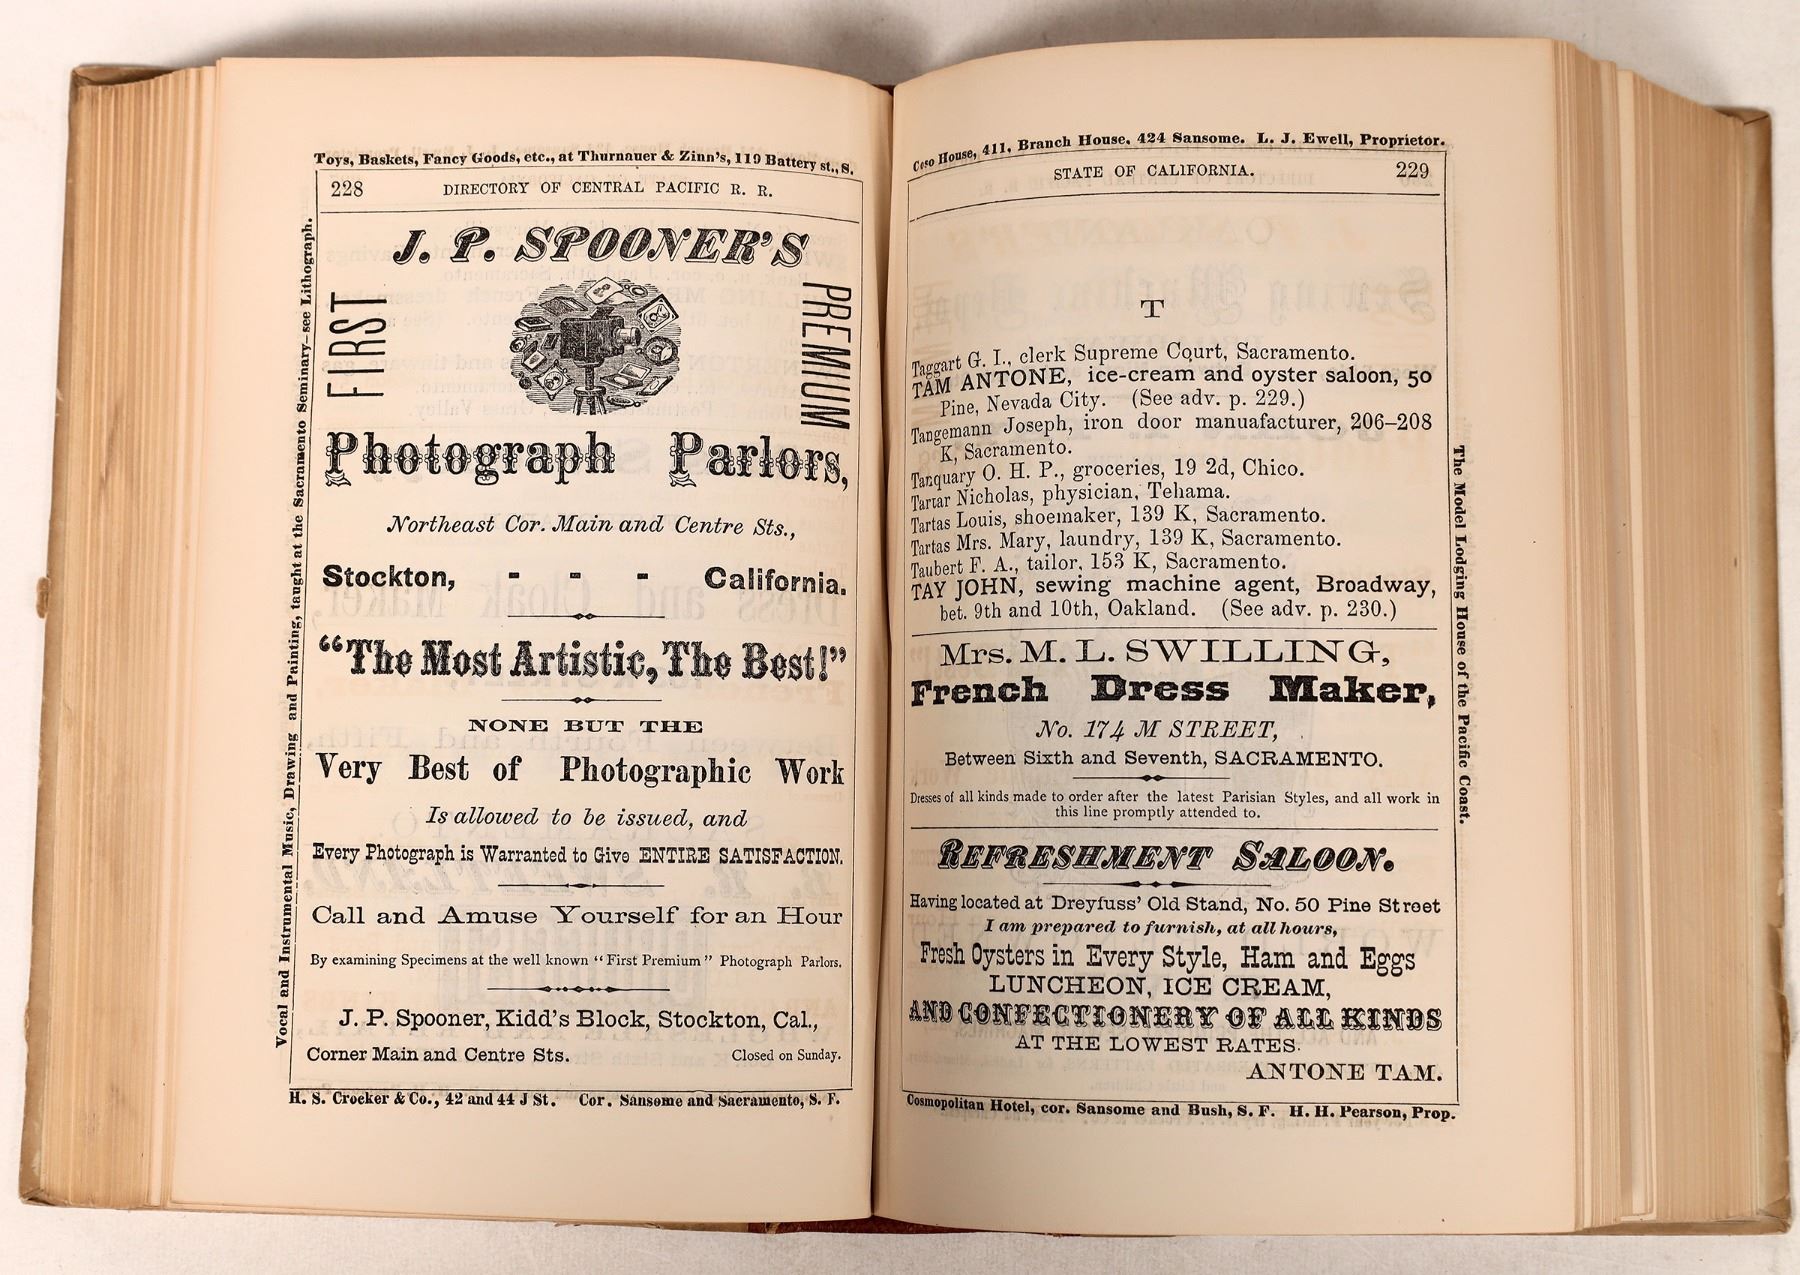 Toys, Baskets, Fancy Goods, etc., at Thurnauer & Zinn's, 119 Battery st., S.
228 DIRECTORY OF CENTRAL PACIFIC R. R.
J. P. SPOONER'S
FIRST
PREMIUM
Photograph Parlors,
Northeast Cor. Main and Centre Sts.,
Stockton, - - - California.
"The Most Artistic, The Best!"
NONE BUT THE
Very Best of Photographic Work
Is allowed to be issued, and
Every Photograph is Warranted to Give ENTIRE SATISFACTION.
Call and Amuse Yourself for an Hour
By examining Specimens at the well known "First Premium" Photograph Parlors.
J. P. Spooner, Kidd's Block, Stockton, Cal.,
Corner Main and Centre Sts. Closed on Sunday.
H. S. Crocker & Co., 42 and 44 J St. Cor. Sansome and Sacramento, S. F.
Vocal and Instrumental Music, Drawing and Painting, taught at the Sacramento Seminary—see Lithograph.
Coso House, 411, Branch House, 424 Sansome. L. J. Ewell, Proprietor.
STATE OF CALIFORNIA. 229
T
Taggart G. I., clerk Supreme Court, Sacramento.
TAM ANTONE, ice-cream and oyster saloon, 50
Pine, Nevada City. (See adv. p. 229.)
Tangemann Joseph, iron door manuafacturer, 206–208
K, Sacramento.
Tanquary O. H. P., groceries, 19 2d, Chico.
Tartar Nicholas, physician, Tehama.
Tartas Louis, shoemaker, 139 K, Sacramento.
Tartas Mrs. Mary, laundry, 139 K, Sacramento.
Taubert F. A., tailor, 153 K, Sacramento.
TAY JOHN, sewing machine agent, Broadway,
bet. 9th and 10th, Oakland. (See adv. p. 230.)
Mrs. M. L. SWILLING,
French Dress Maker,
No. 174 M STREET,
Between Sixth and Seventh, SACRAMENTO.
Dresses of all kinds made to order after the latest Parisian Styles, and all work in
this line promptly attended to.
REFRESHMENT SALOON.
Having located at Dreyfuss' Old Stand, No. 50 Pine Street
I am prepared to furnish, at all hours,
Fresh Oysters in Every Style, Ham and Eggs
LUNCHEON, ICE CREAM,
AND CONFECTIONERY OF ALL KINDS
AT THE LOWEST RATES.
ANTONE TAM.
Cosmopolitan Hotel, cor. Sansome and Bush, S. F. H. H. Pearson, Prop.
The Model Lodging House of the Pacific Coast.